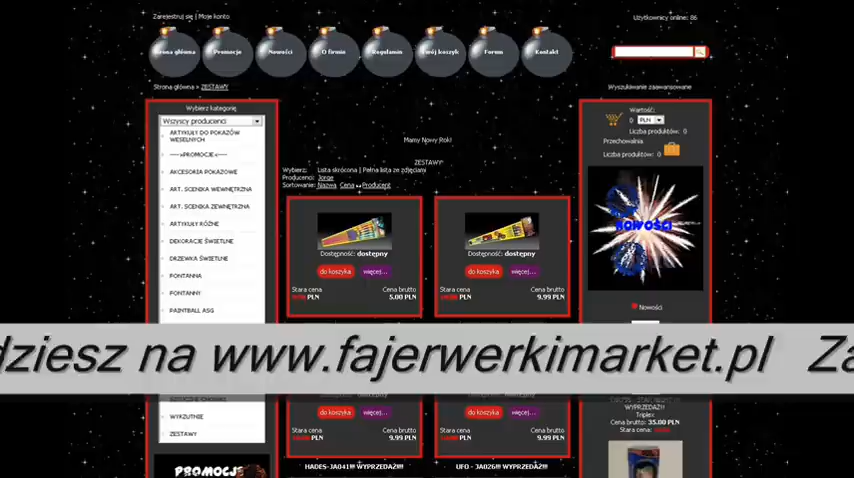 Zarejestruj się | Moje konto
Użytkownicy online: 86
Strona główna
Promocje
Nowości
O firmie
Regulamin
Twój koszyk
Forum
Kontakt
Strona główna » ZESTAWY
Wyszukiwanie zaawansowane
Wybierz kategorię
Wszyscy producenci
ARTYKUŁY DO POKAZÓW
WESELNYCH
---->PROMOCJE<----
AKCESORIA POKAZOWE
ART. SCENIKA WEWNĘTRZNA
ART. SCENIKA ZEWNĘTRZNA
ARTYKUŁY RÓŻNE
DEKORACJE ŚWIETLNE
DRZEWKA ŚWIETLNE
FONTANNA
FONTANNY
PAINTBALL ASG
WYRZUTNIE
ZESTAWY
PROMOCJE
Mamy Nowy Rok!
ZESTAWY
Wybierz: Lista skrócona | Pełna lista ze zdjęciami
Producenci: Jorge
Sortowanie: Nazwa Cena Producent
Dostępność: dostępny
do koszyka więcej...
Stara cena Cena brutto
PLN 5.00 PLN
Dostępność: dostępny
do koszyka więcej...
Stara cena Cena brutto
PLN 9.99 PLN
Wartość:
0 PLN
Liczba produktów: 0
Przechowalnia
Liczba produktów: 0
NOWOŚCI
Nowości
dziesz na www.fajerwerkimarket.pl Za
do koszyka więcej...
Stara cena Cena brutto
PLN 9.99 PLN
do koszyka więcej...
Stara cena Cena brutto
PLN 9.99 PLN
HADES-JA041!!! WYPRZEDAŻ!!!!
UFO - JA026!!! WYPRZEDAŻ!!!
WYPRZEDAŻ!!!
Triplex
Cena brutto: 35.00 PLN
Stara cena: